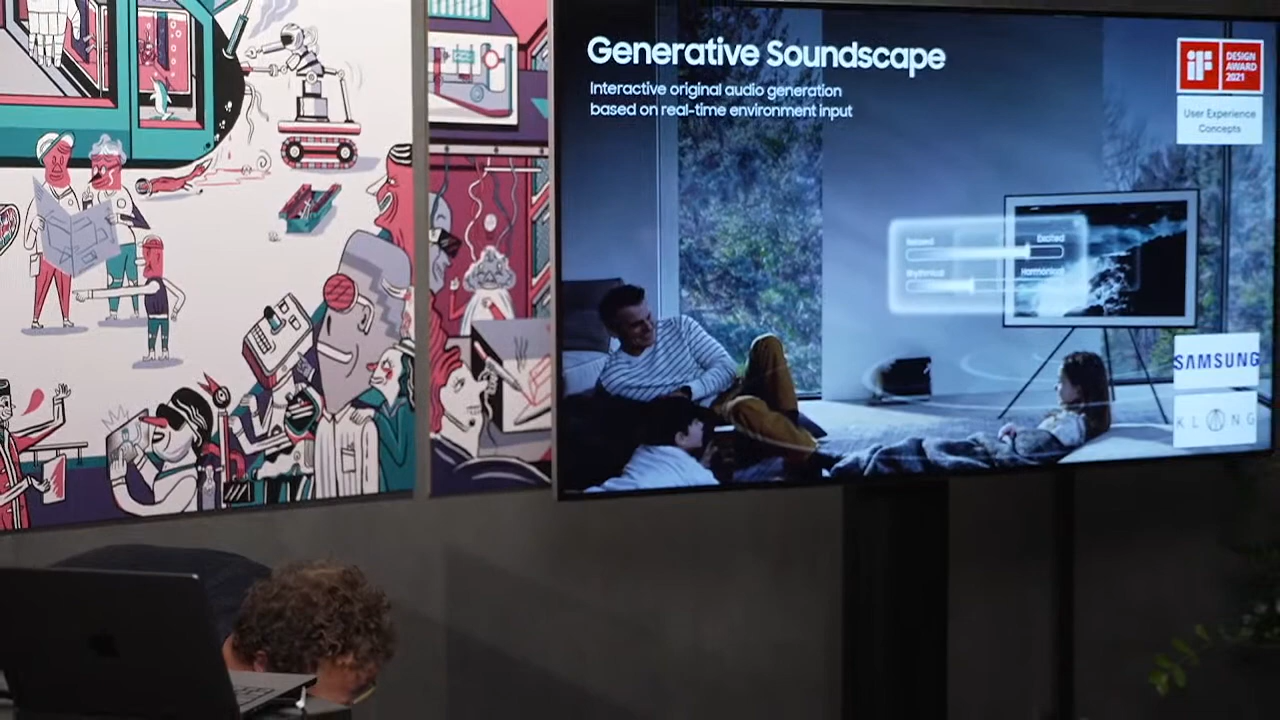 Generative Soundscape
Interactive original audio generation
based on real-time environment input
iF
DESIGN
AWARD
2021
User Experience
Concepts
Relaxed
Excited
Rhythmical
Harmonical
SAMSUNG
KLANG